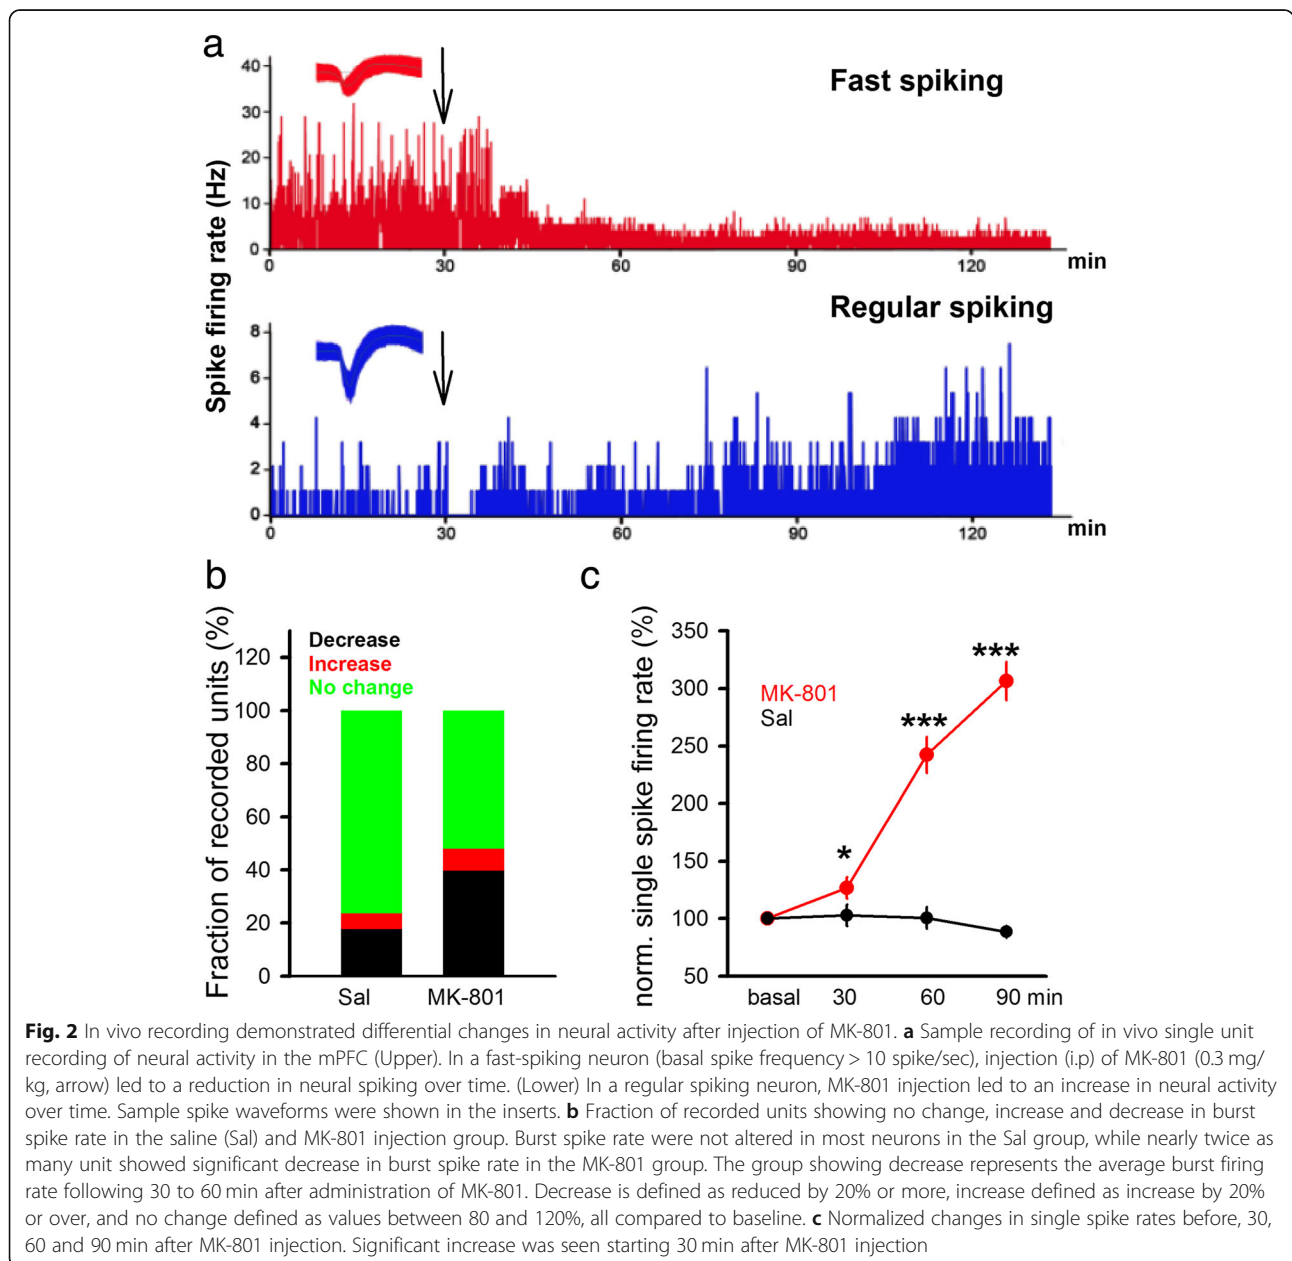 a
40
30
20
10
0
Fast spiking
0 30 60 90 120 min
Spike firing rate (Hz)
Regular spiking
8
6
4
2
0
0 30 60 90 120 min
b
Fraction of recorded units (%)
120
100
80
60
40
20
0
Decrease
Increase
No change
Sal MK-801
c
norm. single spike firing rate (%)
350
300
250
200
150
100
50
MK-801
Sal
*
***
***
basal 30 60 90 min
Fig. 2 In vivo recording demonstrated differential changes in neural activity after injection of MK-801. a Sample recording of in vivo single unit
recording of neural activity in the mPFC (Upper). In a fast-spiking neuron (basal spike frequency > 10 spike/sec), injection (i.p) of MK-801 (0.3 mg/
kg, arrow) led to a reduction in neural spiking over time. (Lower) In a regular spiking neuron, MK-801 injection led to an increase in neural activity
over time. Sample spike waveforms were shown in the inserts. b Fraction of recorded units showing no change, increase and decrease in burst
spike rate in the saline (Sal) and MK-801 injection group. Burst spike rate were not altered in most neurons in the Sal group, while nearly twice as
many unit showed significant decrease in burst spike rate in the MK-801 group. The group showing decrease represents the average burst firing
rate following 30 to 60 min after administration of MK-801. Decrease is defined as reduced by 20% or more, increase defined as increase by 20%
or over, and no change defined as values between 80 and 120%, all compared to baseline. c Normalized changes in single spike rates before, 30,
60 and 90 min after MK-801 injection. Significant increase was seen starting 30 min after MK-801 injection